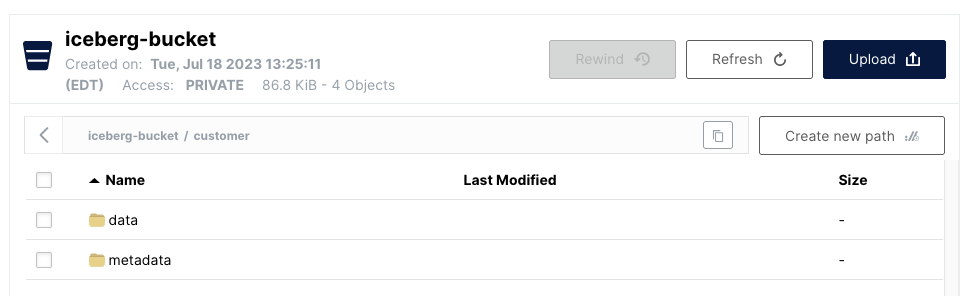 iceberg-bucket
Created on: Tue, Jul 18 2023 13:25:11
(EDT) Access: PRIVATE 86.8 KiB - 4 Objects
Rewind
Refresh
Upload
iceberg-bucket / customer
Create new path
Name Last Modified Size
data -
metadata -